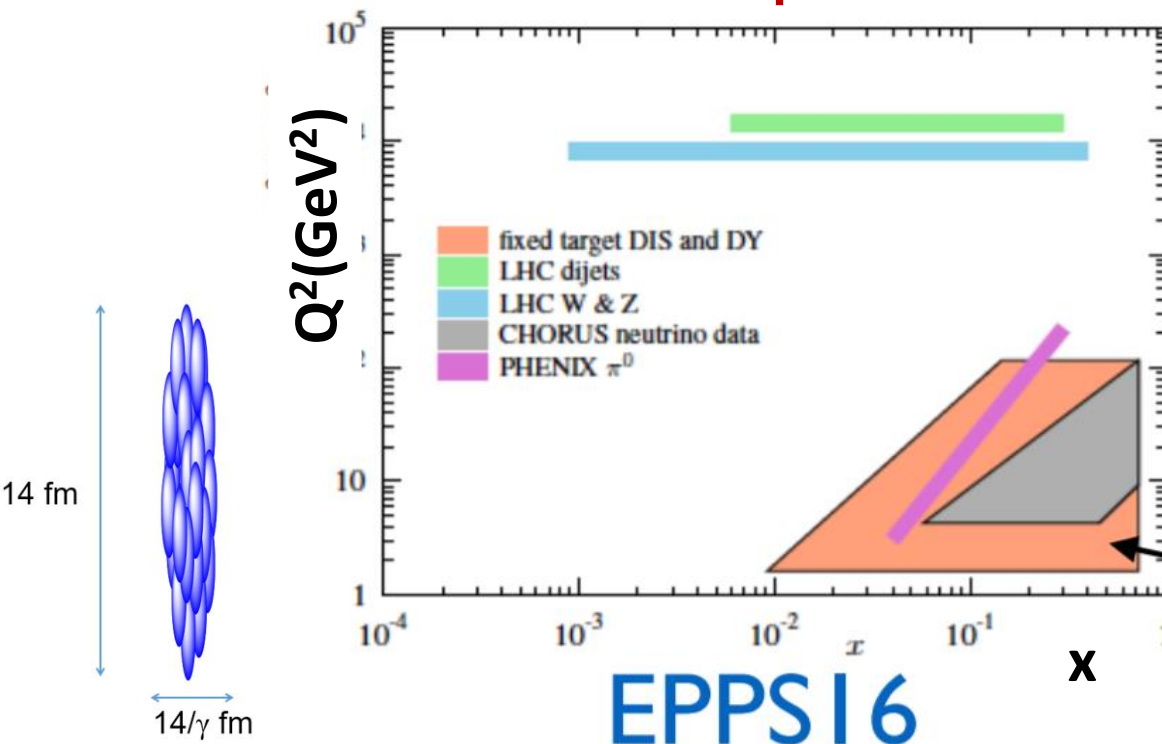 10⁵
Q²(GeV²)
fixed target DIS and DY
LHC dijets
LHC W & Z
CHORUS neutrino data
PHENIX π⁰
10
1
10⁻⁴ 10⁻³ 10⁻² 10⁻¹
x
x
14 fm
14/γ fm
EPPS16